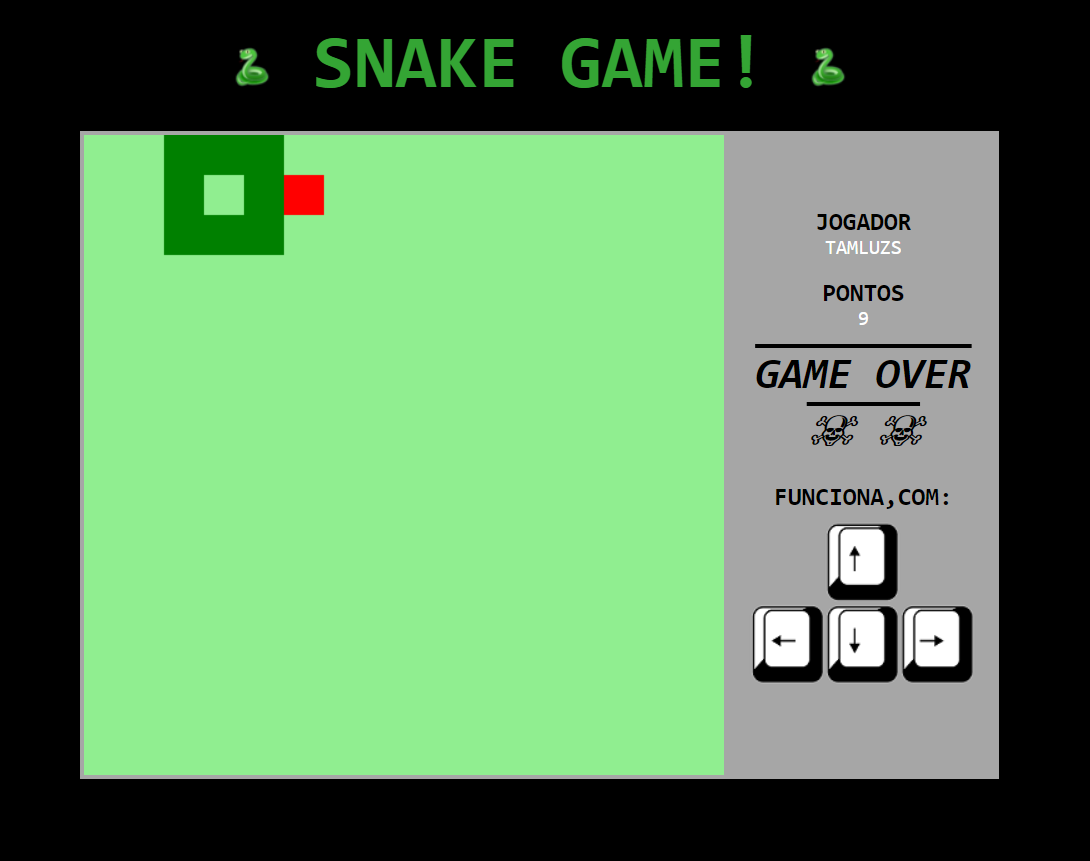 🐍 SNAKE GAME! 🐍
JOGADOR
TAMLUZS
PONTOS
9
GAME OVER
☠ ☠
FUNCIONA,COM:
↑
← ↓ →